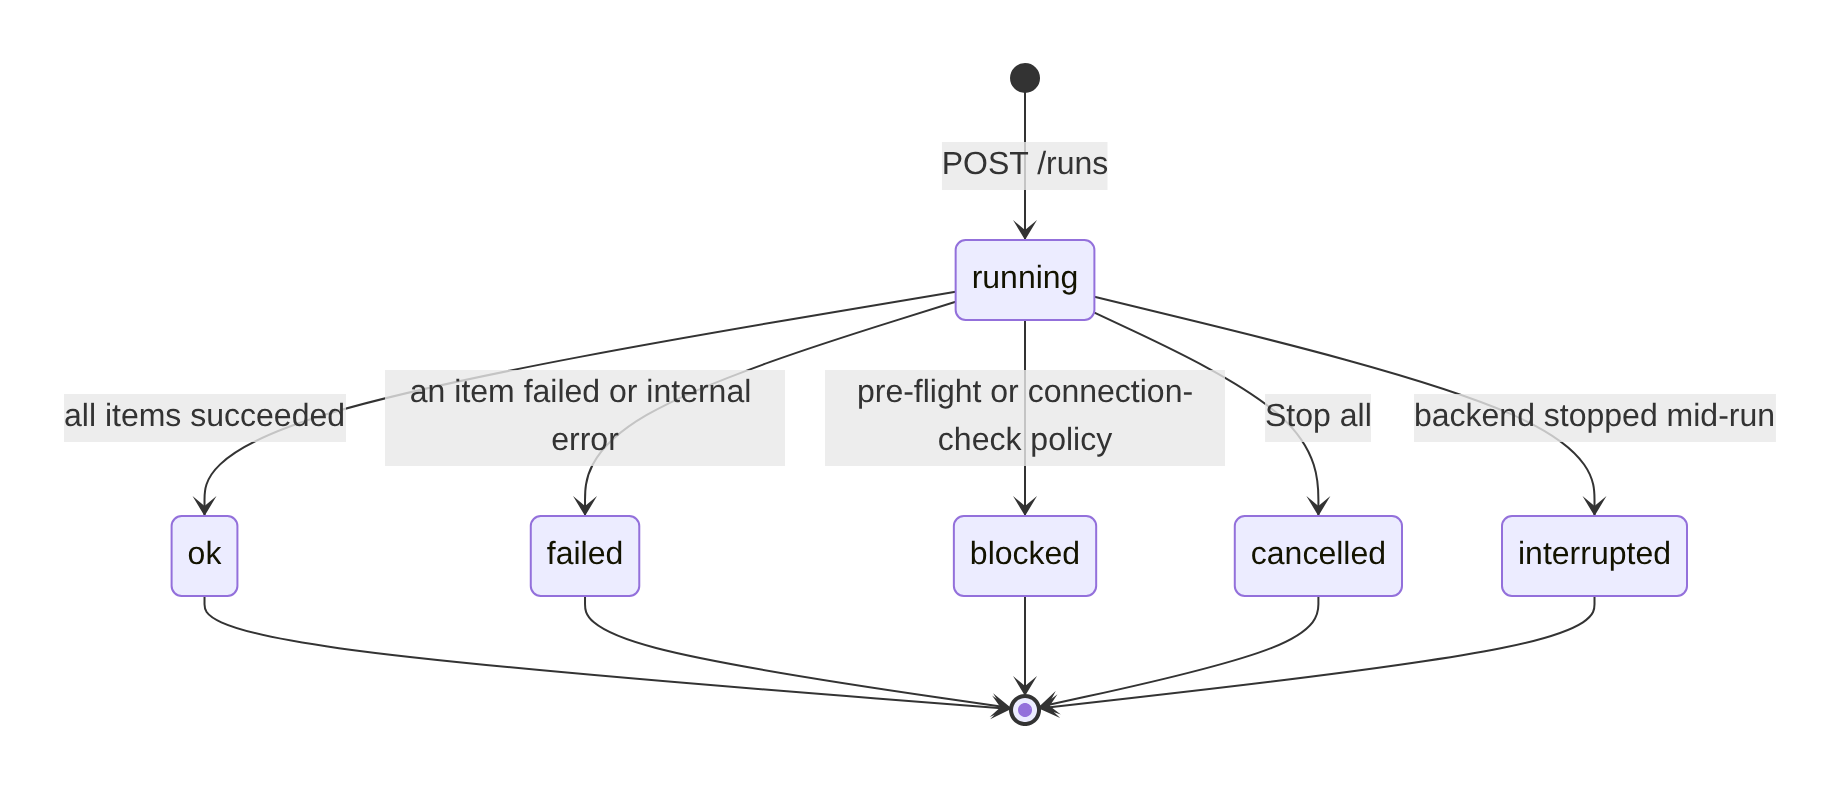 POST /runs
running
all items succeeded
an item failed or internal
error
pre-flight or connection-
check policy
Stop all
backend stopped mid-run
ok
failed
blocked
cancelled
interrupted